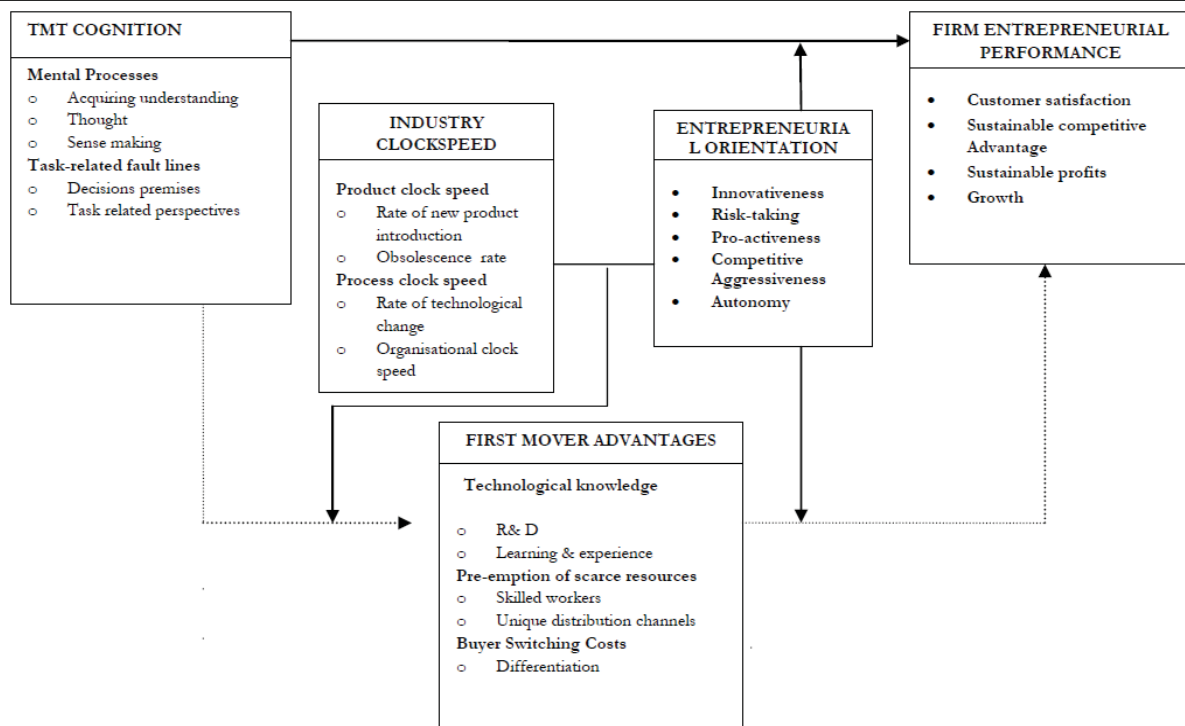 TMT COGNITION
Mental Processes
o Acquiring understanding
o Thought
o Sense making
Task-related fault lines
o Decisions premises
o Task related perspectives
INDUSTRY
CLOCKSPEED
Product clock speed
o Rate of new product
introduction
o Obsolescence rate
Process clock speed
o Rate of technological
change
o Organisational clock
speed
ENTREPRENEURIA
L ORIENTATION
• Innovativeness
• Risk-taking
• Pro-activeness
• Competitive
Aggressiveness
• Autonomy
FIRM ENTREPRENEURIAL
PERFORMANCE
• Customer satisfaction
• Sustainable competitive
Advantage
• Sustainable profits
• Growth
FIRST MOVER ADVANTAGES
Technological knowledge
o R& D
o Learning & experience
Pre-emption of scarce resources
o Skilled workers
o Unique distribution channels
Buyer Switching Costs
o Differentiation